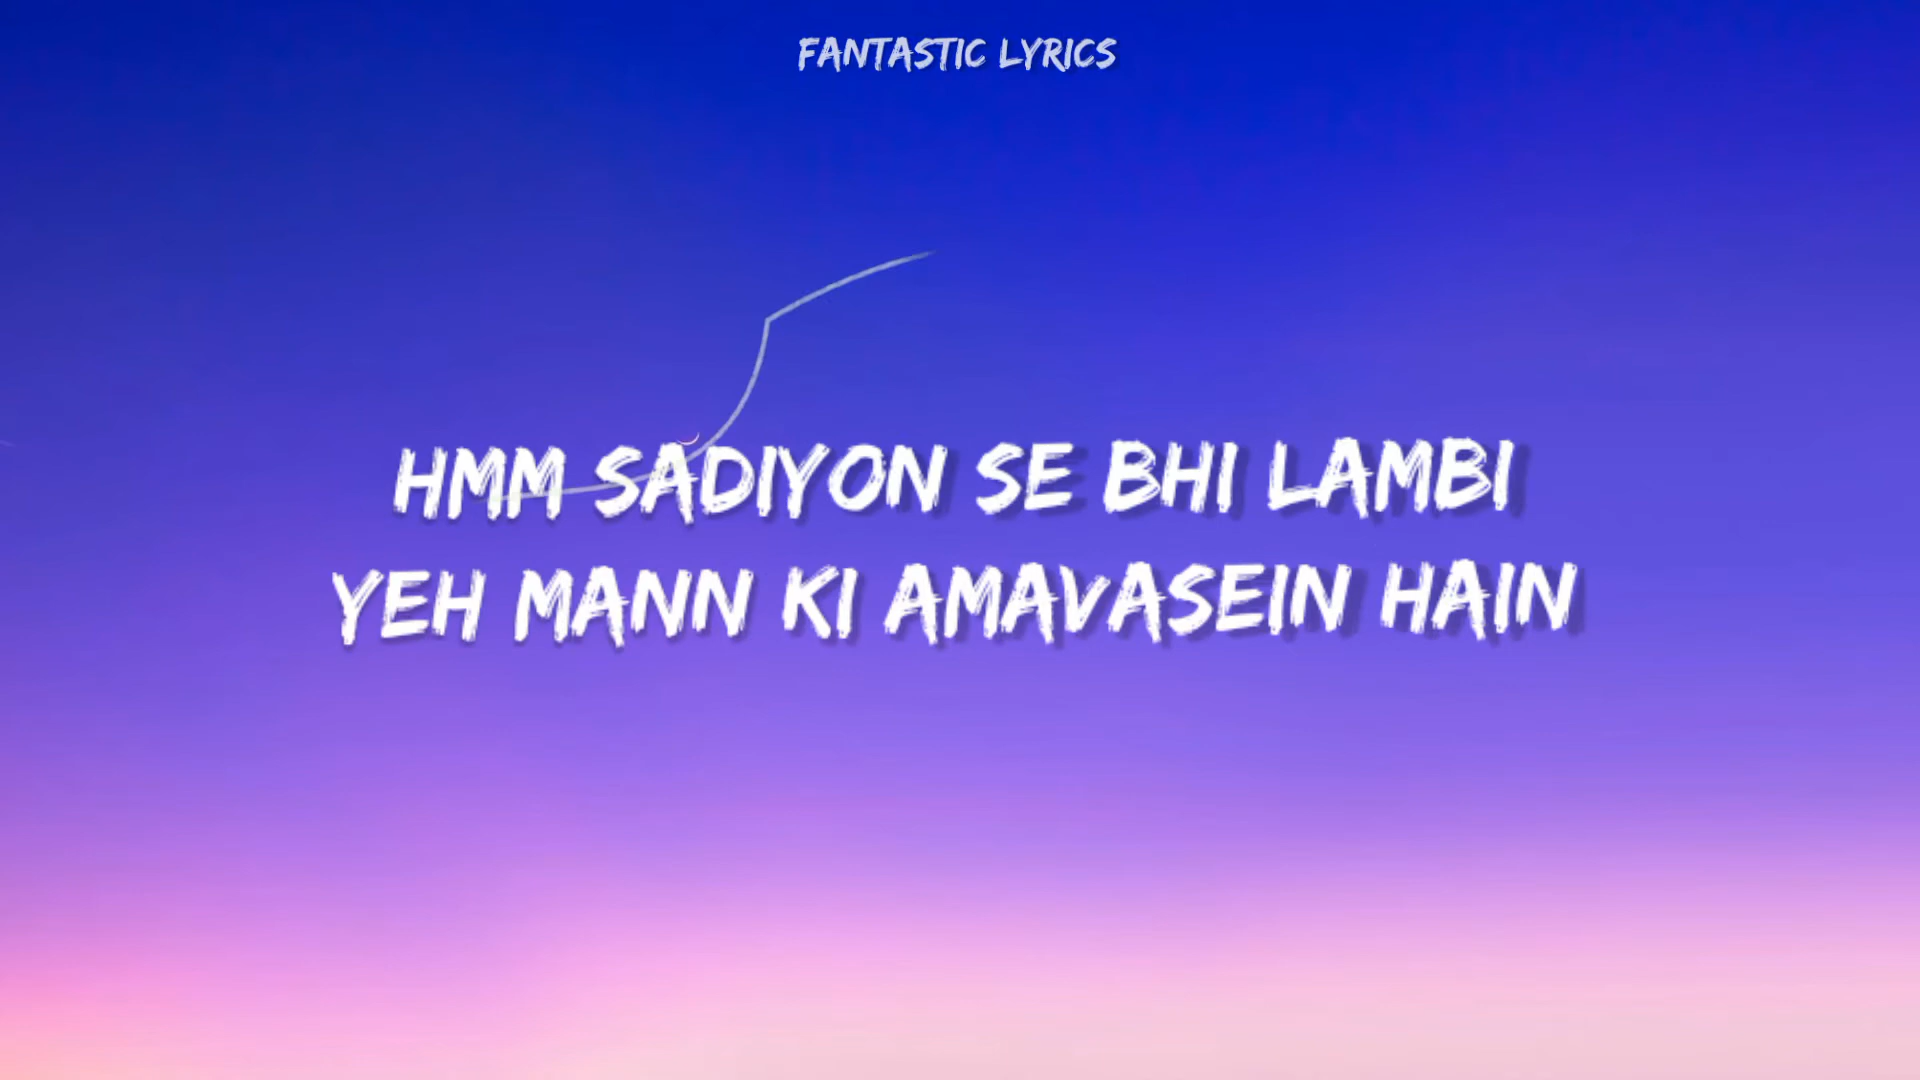 FANTASTIC LYRICS
HMM SADIYON SE BHI LAMBI
YEH MANN KI AMAVASEIN HAIN